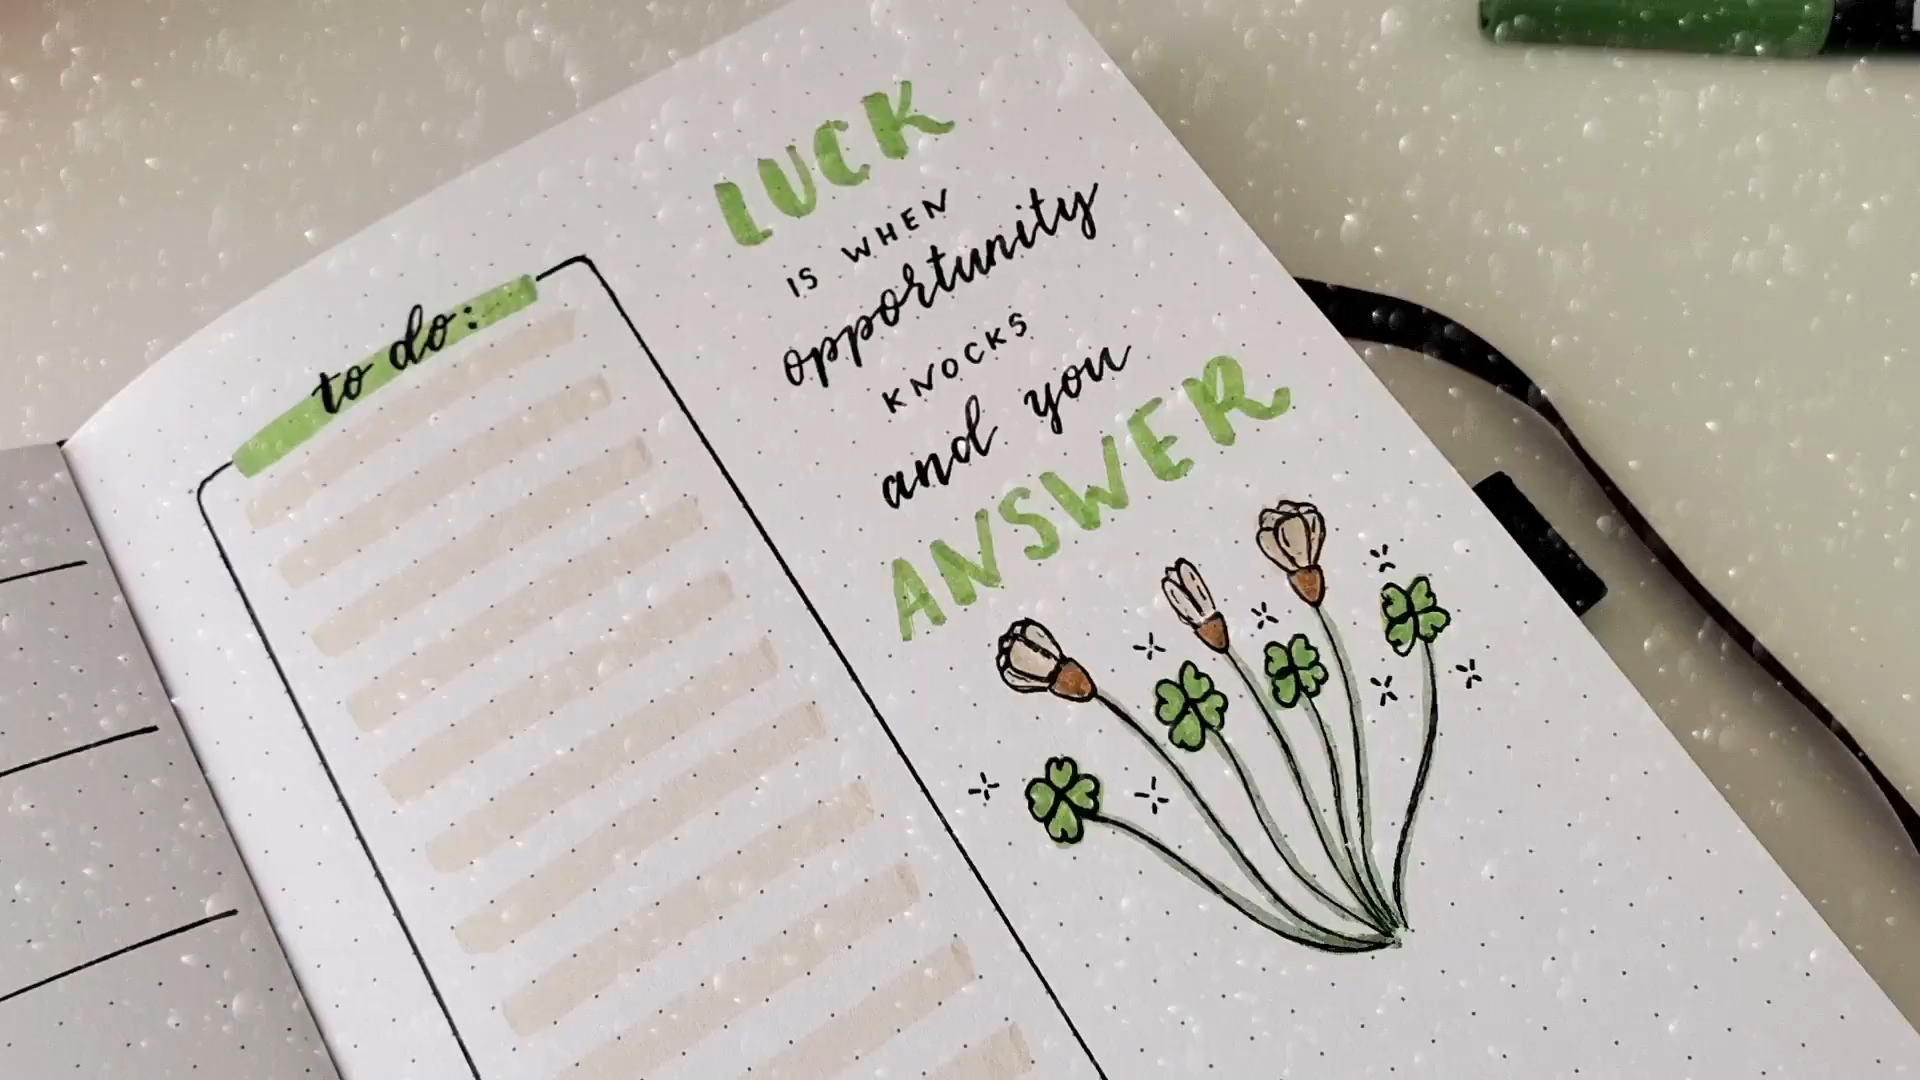 to do:
LUCK
IS WHEN
opportunity
KNOCKS
and you
ANSWER